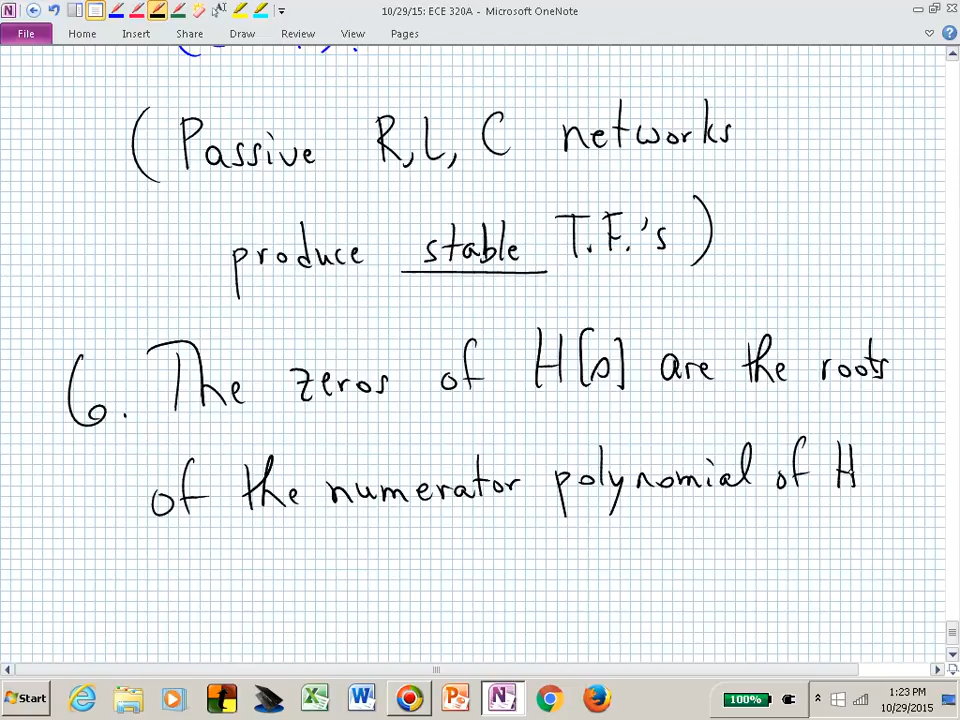 10/29/15: ECE 320A - Microsoft OneNote
File Home Insert Share Draw Review View Pages
(Passive R, L, C networks
produce stable T.F.'s)
6. The zeros of H[s] are the roots
of the numerator polynomial of H
Start
100%
1:23 PM
10/29/2015